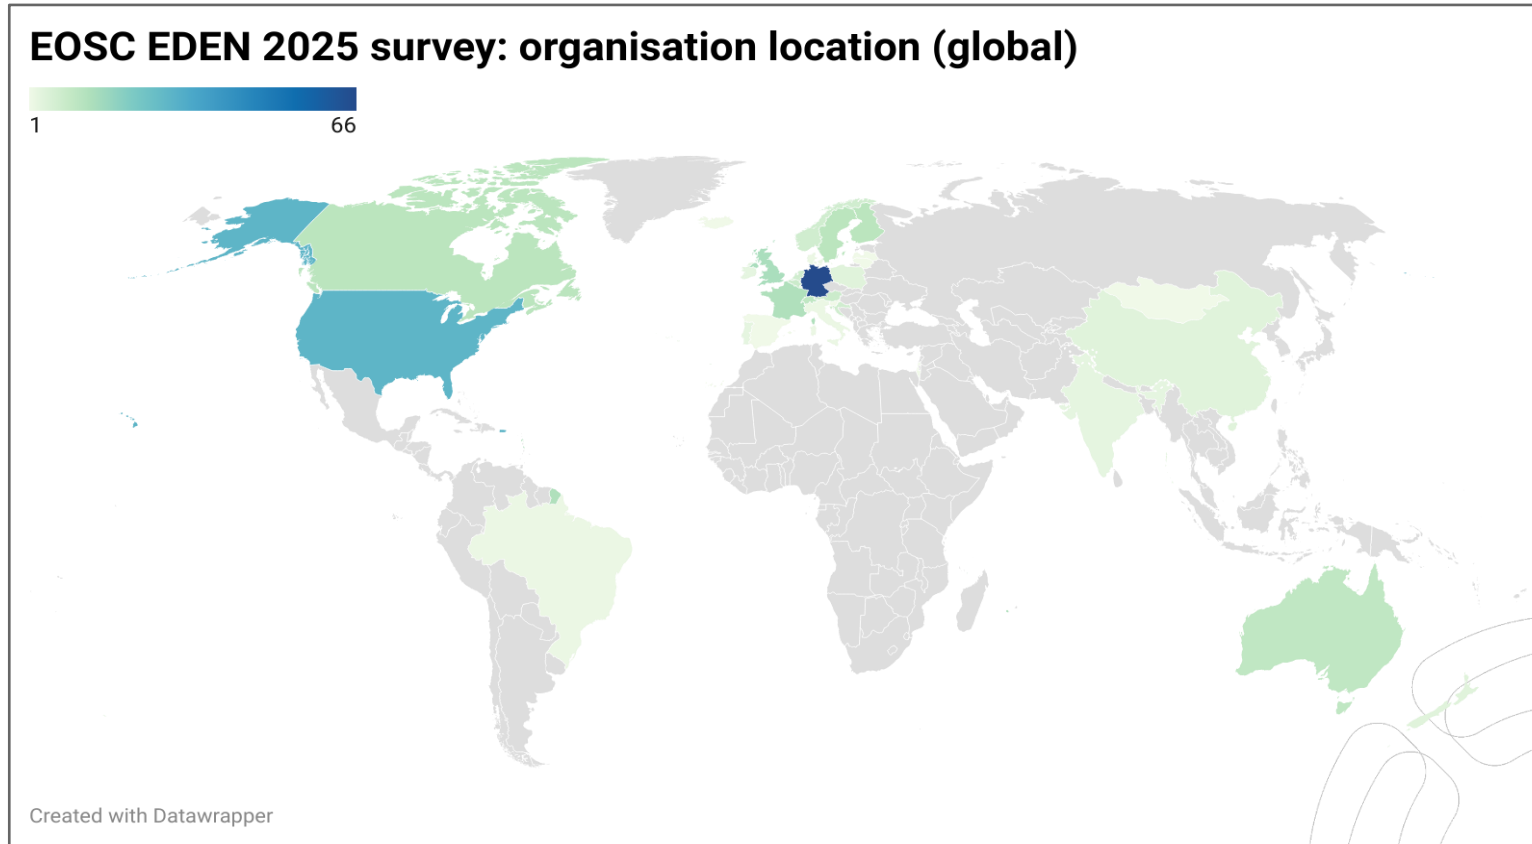 EOSC EDEN 2025 survey: organisation location (global)
1 66
Created with Datawrapper